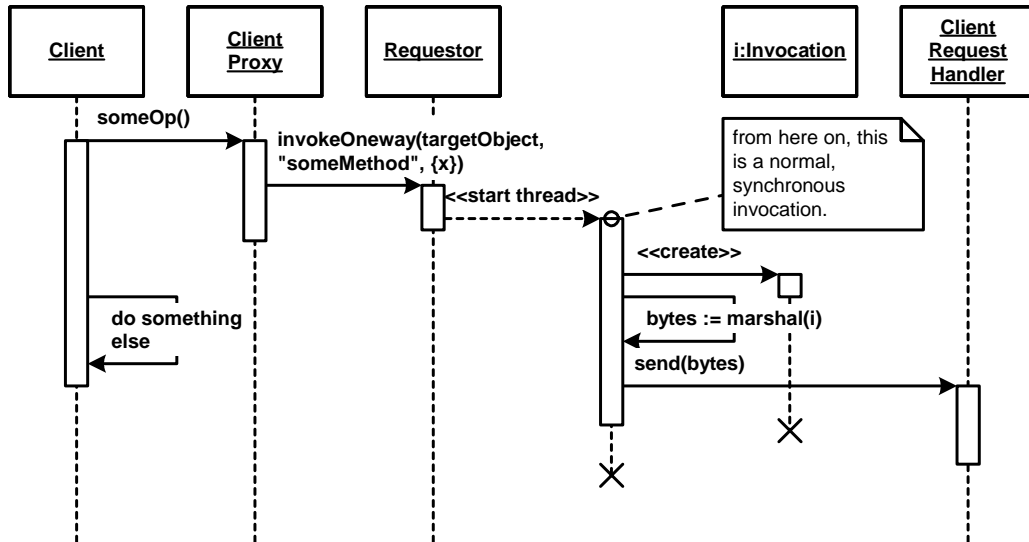 Client
Client
Proxy
Requestor
i:Invocation
Client
Request
Handler
someOp()
invokeOneway(targetObject,
"someMethod", {x})
<<start thread>>
from here on, this
is a normal,
synchronous
invocation.
<<create>>
do something
else
bytes := marshal(i)
send(bytes)